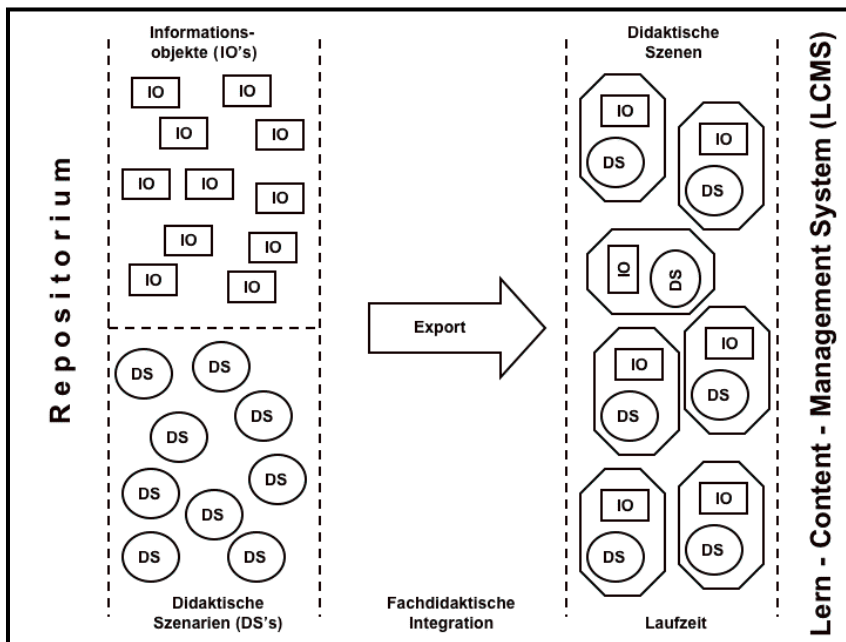 Repositorium
Informations-
objekte (IO's)
IO
IO
IO
IO
IO
IO
IO
IO
IO
IO
IO
DS
DS
DS
DS
DS
DS
DS
DS
DS
Didaktische
Szenarien (DS's)
Export
Fachdidaktische
Integration
Didaktische
Szenen
IO
DS
IO
DS
IO
DS
IO
DS
IO
DS
IO
DS
IO
DS
Laufzeit
Lern - Content - Management System (LCMS)